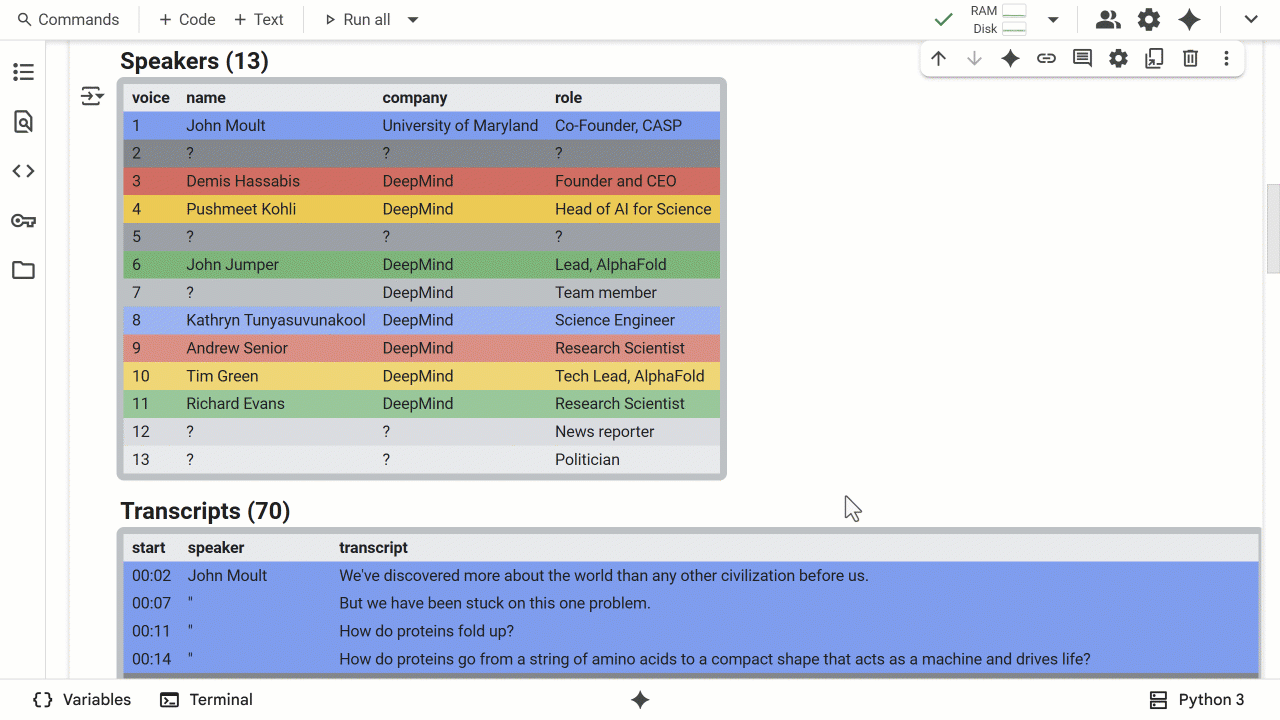 Commands + Code + Text Run all RAM
Disk
Speakers (13)
voice name company role
1 John Moult University of Maryland Co-Founder, CASP
2 ? ? ?
3 Demis Hassabis DeepMind Founder and CEO
4 Pushmeet Kohli DeepMind Head of AI for Science
5 ? ? ?
6 John Jumper DeepMind Lead, AlphaFold
7 ? DeepMind Team member
8 Kathryn Tunyasuvunakool DeepMind Science Engineer
9 Andrew Senior DeepMind Research Scientist
10 Tim Green DeepMind Tech Lead, AlphaFold
11 Richard Evans DeepMind Research Scientist
12 ? ? News reporter
13 ? ? Politician
Transcripts (70)
start speaker transcript
00:02 John Moult We've discovered more about the world than any other civilization before us.
00:07 " But we have been stuck on this one problem.
00:11 " How do proteins fold up?
00:14 " How do proteins go from a string of amino acids to a compact shape that acts as a machine and drives life?
Variables Terminal Python 3